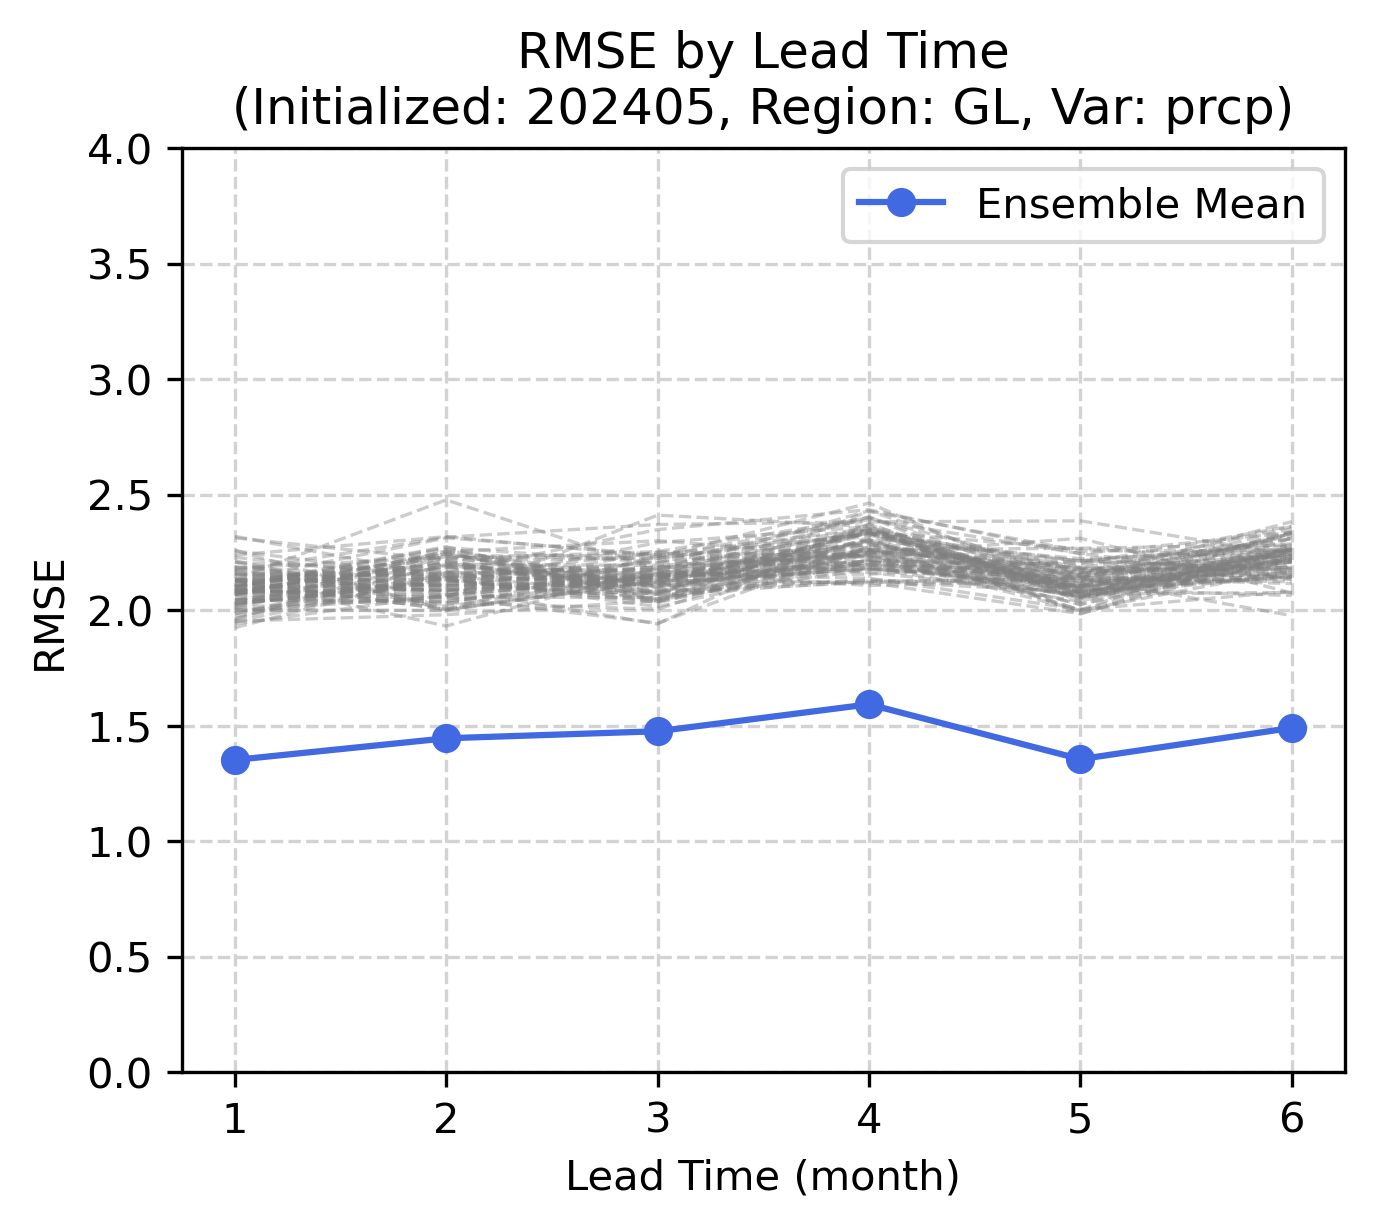 RMSE by Lead Time
(Initialized: 202405, Region: GL, Var: prcp)
4.0
3.5
3.0
2.5
2.0
1.5
1.0
0.5
0.0
RMSE
Ensemble Mean
1 2 3 4 5 6
Lead Time (month)